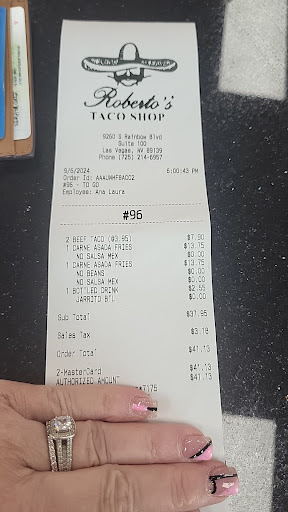 Roberto's
TACO SHOP
9260 S Rainbow Blvd
Suite 100
Las Vegas, NV 89139
Phone (725) 214-6957
9/6/2024 6:00:43 PM
Order Id: AAAUWHFBACC2
#96 - TO GO
Employee: Ana Laura
#96
2 BEEF TACO (@3.95) $7.90
1 CARNE ASADA FRIES $13.75
NO SALSA MEX $0.00
1 CARNE ASADA FRIES $13.75
NO BEANS $0.00
NO SALSA MEX $0.00
1 BOTTLED DRINK $2.55
JARRITO BTL $0.00
Sub Total $37.95
Sales Tax $3.18
Order Total $41.13
2-MasterCard $41.13
AUTHORIZED AMOUNT $41.13